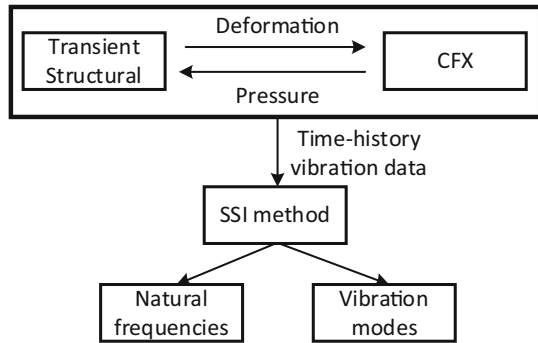 Deformation
Transient
Structural
CFX
Pressure
Time-history
vibration data
SSI method
Natural
frequencies
Vibration
modes